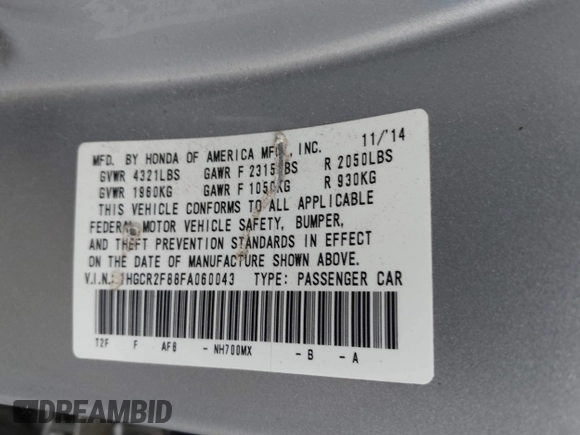 MFD. BY HONDA OF AMERICA MFG., INC. 11/'14
GVWR 4321LBS GAWR F 2315LBS R 2050LBS
GVWR 1960KG GAWR F 1050KG R 930KG
THIS VEHICLE CONFORMS TO ALL APPLICABLE
FEDERAL MOTOR VEHICLE SAFETY, BUMPER,
AND THEFT PREVENTION STANDARDS IN EFFECT
ON THE DATE OF MANUFACTURE SHOWN ABOVE.
V.I.N.: 1HGCR2F88FA060043 TYPE: PASSENGER CAR
T2F F AF8 - NH700MX - B - A
DREAMBID